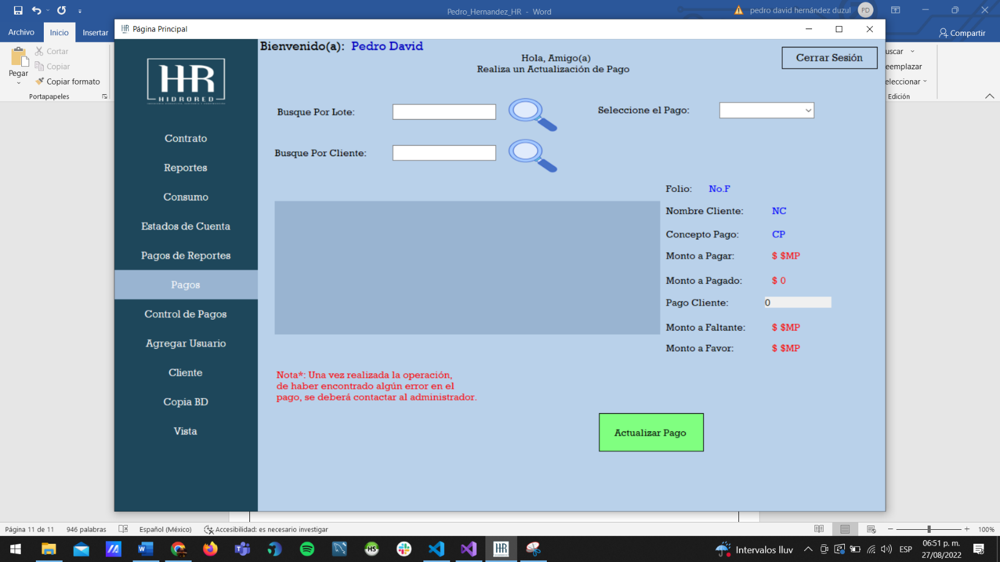 Pedro_Hernandez_HR - Word
pedro david hernández duzul
PD
Archivo
Inicio
Insertar
Compartir
Pegar
Cortar
Copiar
Copiar formato
Portapapeles
uscar
eemplazar
eleccionar
Edición
HR Página Principal
HR
HIDRORED
Contrato
Reportes
Consumo
Estados de Cuenta
Pagos de Reportes
Pagos
Control de Pagos
Agregar Usuario
Cliente
Copia BD
Vista
Bienvenido(a): Pedro David
Hola, Amigo(a)
Realiza un Actualización de Pago
Cerrar Sesión
Busque Por Lote:
Seleccione el Pago:
Busque Por Cliente:
Folio: No.F
Nombre Cliente: NC
Concepto Pago: CP
Monto a Pagar: $ $MP
Monto a Pagado: $ 0
Pago Cliente: 0
Monto a Faltante: $ $MP
Monto a Favor: $ $MP
Nota*: Una vez realizada la operación,
de haber encontrado algún error en el
pago, se deberá contactar al administrador.
Actualizar Pago
Página 11 de 11 946 palabras Español (México) Accesibilidad: es necesario investigar
100%
HS
HR
Intervalos lluv
ESP
06:51 p. m.
27/08/2022